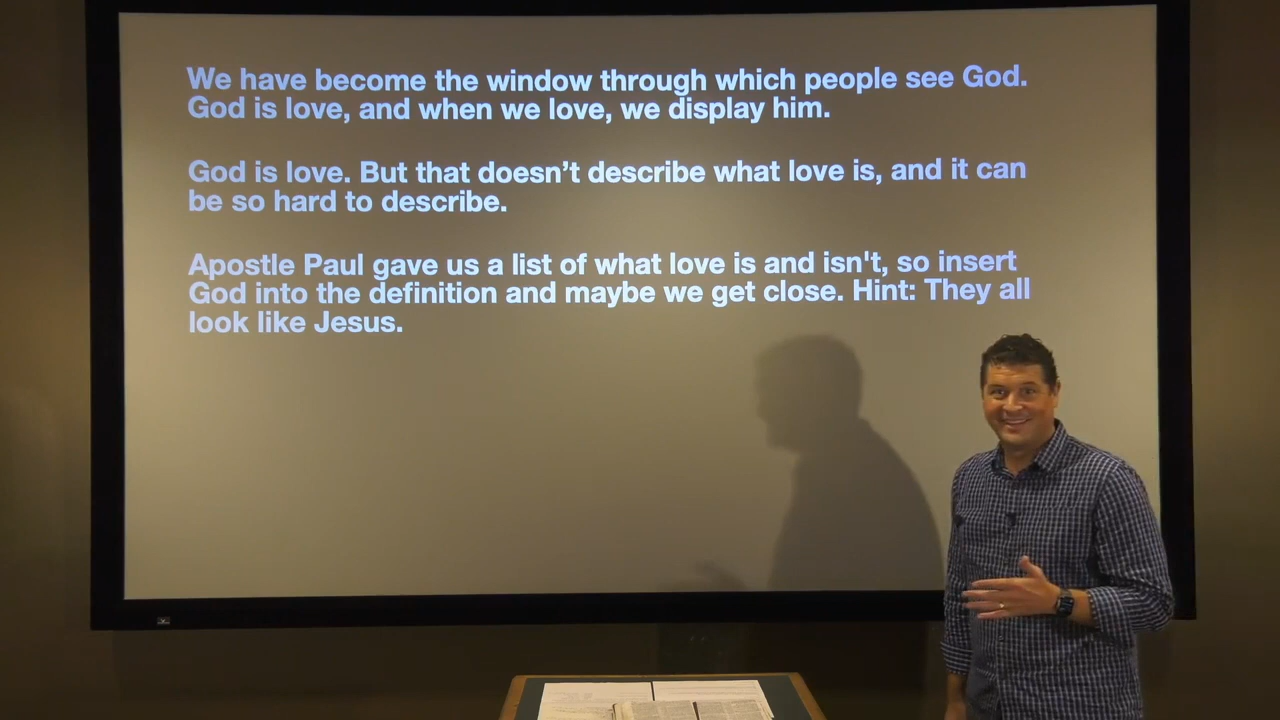 We have become the window through which people see God.
God is love, and when we love, we display him.
God is love. But that doesn’t describe what love is, and it can
be so hard to describe.
Apostle Paul gave us a list of what love is and isn't, so insert
God into the definition and maybe we get close. Hint: They all
look like Jesus.